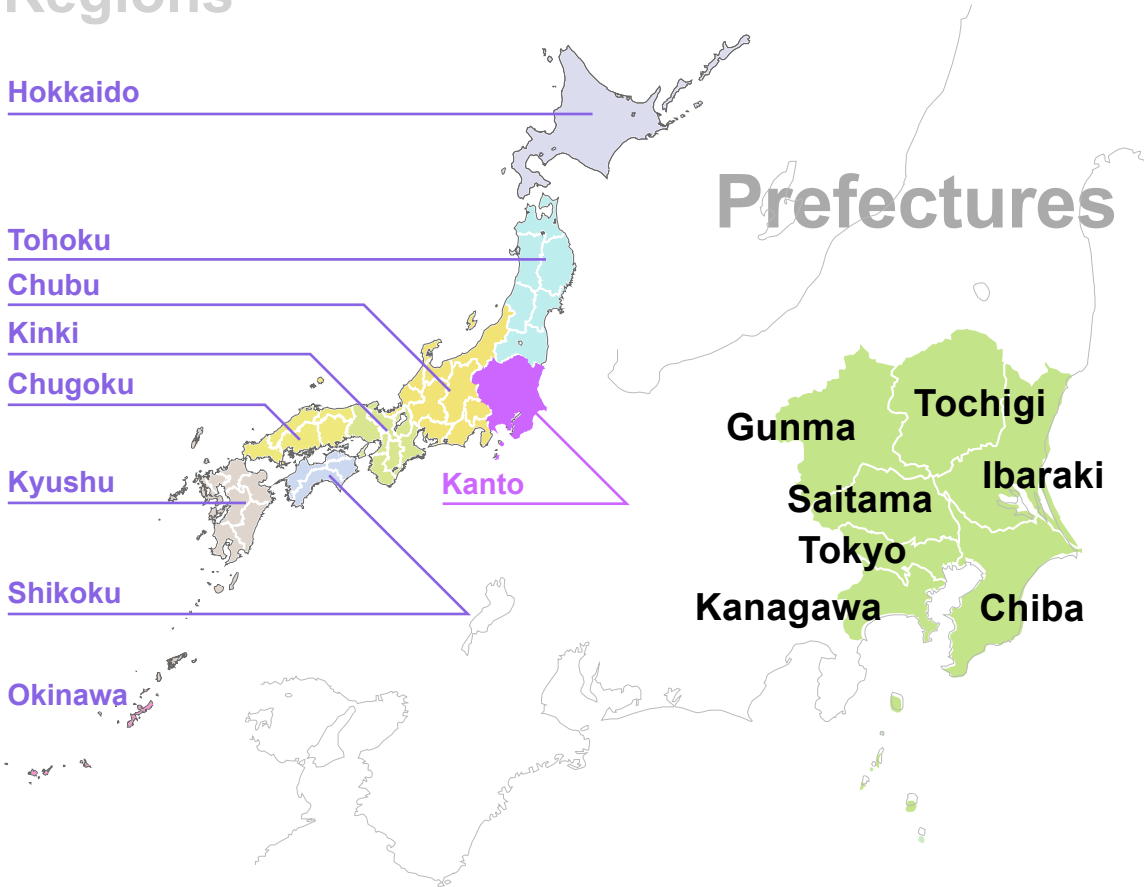 Regions
Hokkaido
Prefectures
Tohoku
Chubu
Kinki
Chugoku
Kyushu
Kanto
Shikoku
Okinawa
Tochigi
Gunma
Ibaraki
Saitama
Tokyo
Kanagawa
Chiba